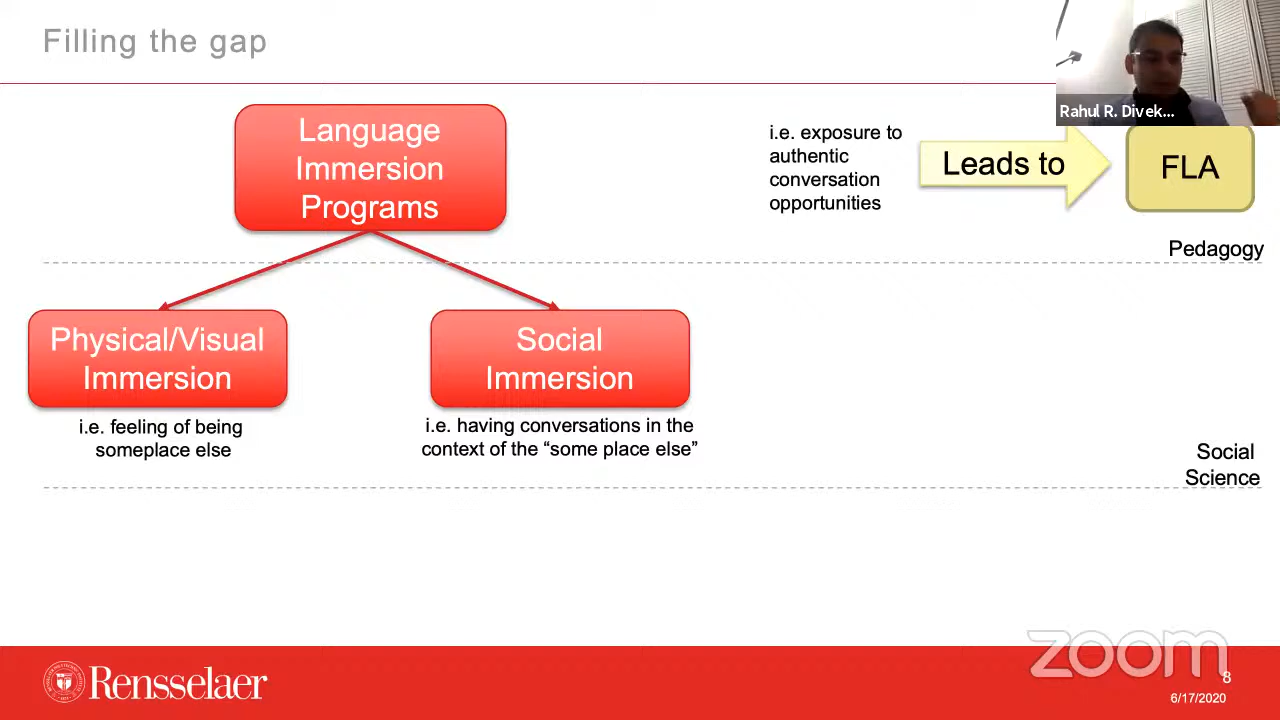 Filling the gap
Rahul R. Divek...
Language
Immersion
Programs
i.e. exposure to
authentic
conversation
opportunities
Leads to
FLA
Pedagogy
Physical/Visual
Immersion
i.e. feeling of being
someplace else
Social
Immersion
i.e. having conversations in the
context of the “some place else”
Social
Science
zoom
Rensselaer
8
6/17/2020